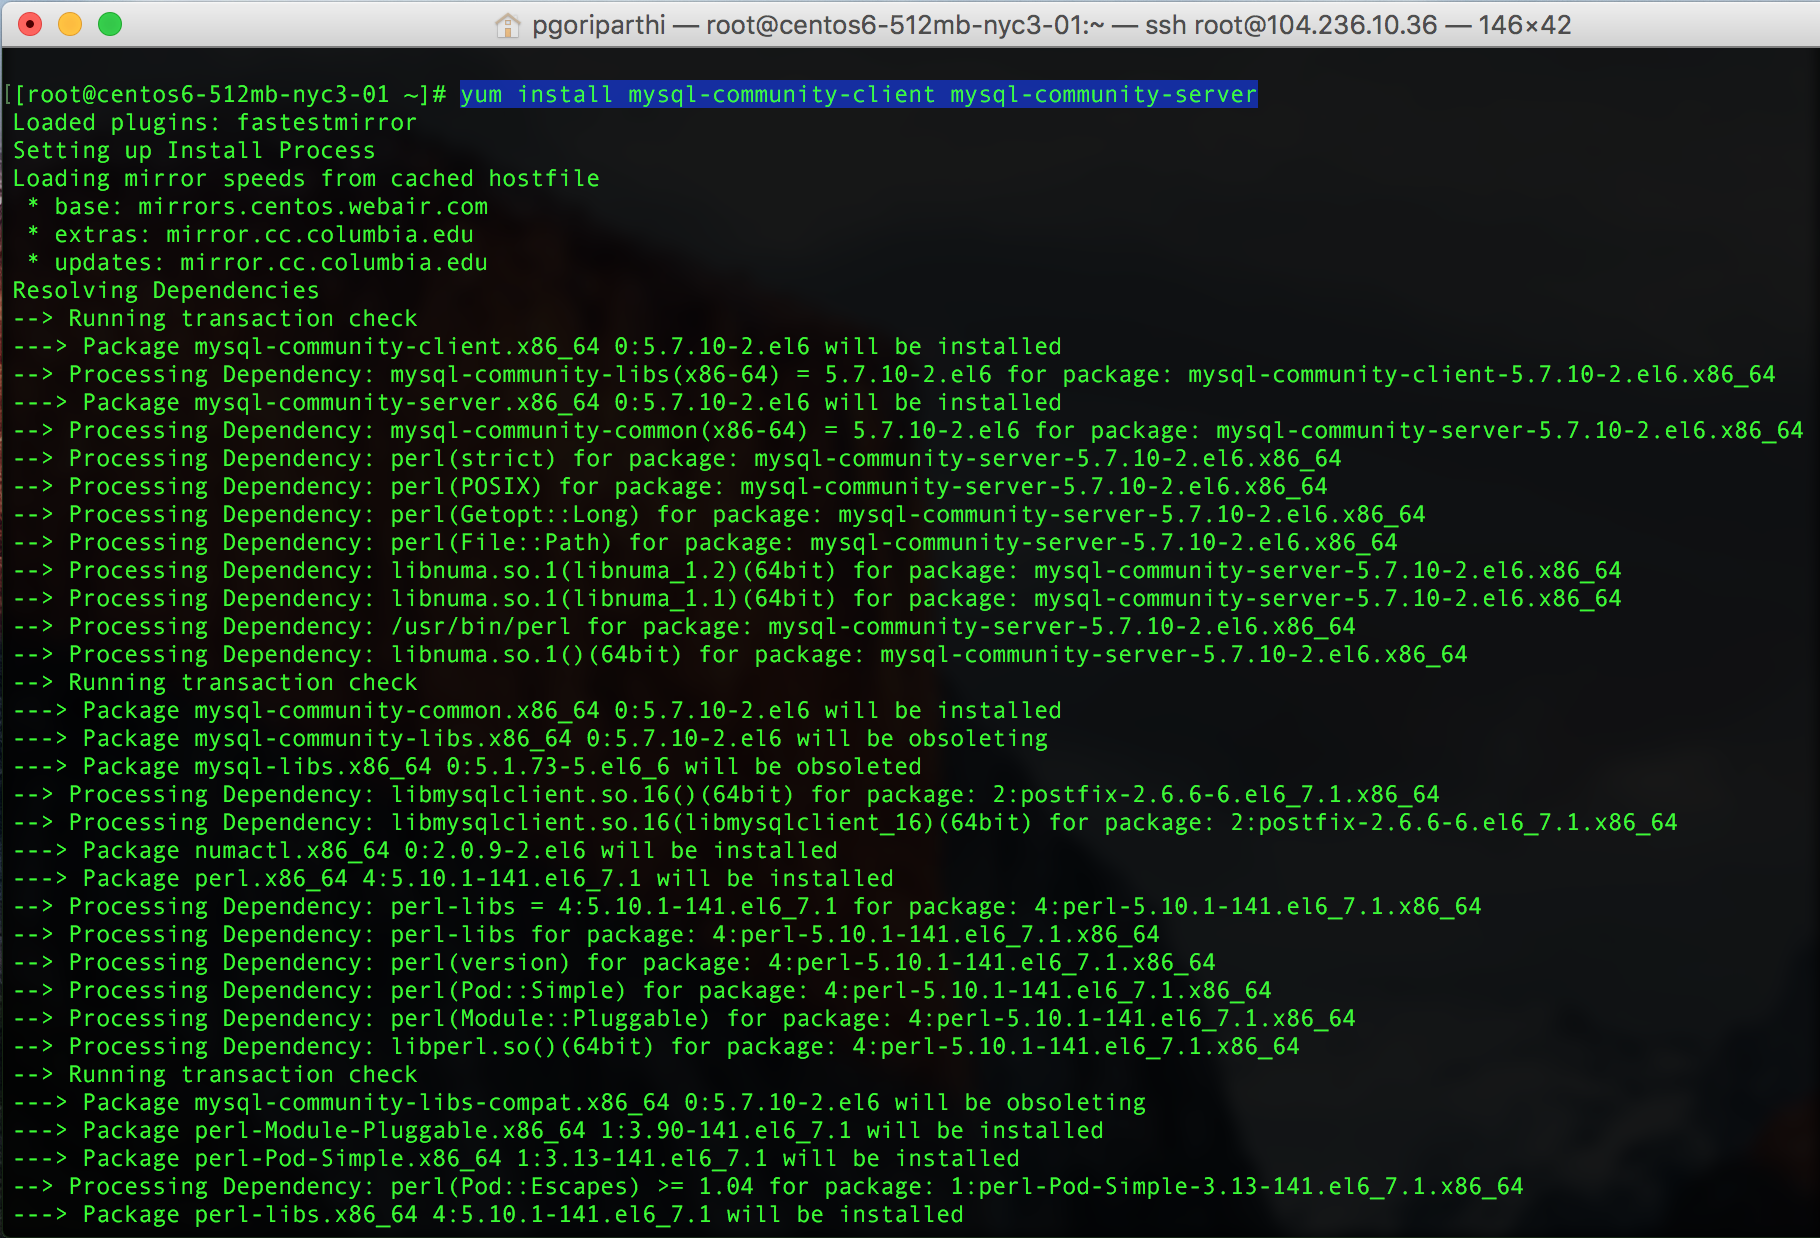 pgoriparthi — root@centos6-512mb-nyc3-01:~ — ssh root@104.236.10.36 — 146×42
[[root@centos6-512mb-nyc3-01 ~]# yum install mysql-community-client mysql-community-server
Loaded plugins: fastestmirror
Setting up Install Process
Loading mirror speeds from cached hostfile
 * base: mirrors.centos.webair.com
 * extras: mirror.cc.columbia.edu
 * updates: mirror.cc.columbia.edu
Resolving Dependencies
--> Running transaction check
---> Package mysql-community-client.x86_64 0:5.7.10-2.el6 will be installed
--> Processing Dependency: mysql-community-libs(x86-64) = 5.7.10-2.el6 for package: mysql-community-client-5.7.10-2.el6.x86_64
---> Package mysql-community-server.x86_64 0:5.7.10-2.el6 will be installed
--> Processing Dependency: mysql-community-common(x86-64) = 5.7.10-2.el6 for package: mysql-community-server-5.7.10-2.el6.x86_64
--> Processing Dependency: perl(strict) for package: mysql-community-server-5.7.10-2.el6.x86_64
--> Processing Dependency: perl(POSIX) for package: mysql-community-server-5.7.10-2.el6.x86_64
--> Processing Dependency: perl(Getopt::Long) for package: mysql-community-server-5.7.10-2.el6.x86_64
--> Processing Dependency: perl(File::Path) for package: mysql-community-server-5.7.10-2.el6.x86_64
--> Processing Dependency: libnuma.so.1(libnuma_1.2)(64bit) for package: mysql-community-server-5.7.10-2.el6.x86_64
--> Processing Dependency: libnuma.so.1(libnuma_1.1)(64bit) for package: mysql-community-server-5.7.10-2.el6.x86_64
--> Processing Dependency: /usr/bin/perl for package: mysql-community-server-5.7.10-2.el6.x86_64
--> Processing Dependency: libnuma.so.1()(64bit) for package: mysql-community-server-5.7.10-2.el6.x86_64
--> Running transaction check
---> Package mysql-community-common.x86_64 0:5.7.10-2.el6 will be installed
---> Package mysql-community-libs.x86_64 0:5.7.10-2.el6 will be obsoleting
---> Package mysql-libs.x86_64 0:5.1.73-5.el6_6 will be obsoleted
--> Processing Dependency: libmysqlclient.so.16()(64bit) for package: 2:postfix-2.6.6-6.el6_7.1.x86_64
--> Processing Dependency: libmysqlclient.so.16(libmysqlclient_16)(64bit) for package: 2:postfix-2.6.6-6.el6_7.1.x86_64
---> Package numactl.x86_64 0:2.0.9-2.el6 will be installed
---> Package perl.x86_64 4:5.10.1-141.el6_7.1 will be installed
--> Processing Dependency: perl-libs = 4:5.10.1-141.el6_7.1 for package: 4:perl-5.10.1-141.el6_7.1.x86_64
--> Processing Dependency: perl-libs for package: 4:perl-5.10.1-141.el6_7.1.x86_64
--> Processing Dependency: perl(version) for package: 4:perl-5.10.1-141.el6_7.1.x86_64
--> Processing Dependency: perl(Pod::Simple) for package: 4:perl-5.10.1-141.el6_7.1.x86_64
--> Processing Dependency: perl(Module::Pluggable) for package: 4:perl-5.10.1-141.el6_7.1.x86_64
--> Processing Dependency: libperl.so()(64bit) for package: 4:perl-5.10.1-141.el6_7.1.x86_64
--> Running transaction check
---> Package mysql-community-libs-compat.x86_64 0:5.7.10-2.el6 will be obsoleting
---> Package perl-Module-Pluggable.x86_64 1:3.90-141.el6_7.1 will be installed
---> Package perl-Pod-Simple.x86_64 1:3.13-141.el6_7.1 will be installed
--> Processing Dependency: perl(Pod::Escapes) >= 1.04 for package: 1:perl-Pod-Simple-3.13-141.el6_7.1.x86_64
---> Package perl-libs.x86_64 4:5.10.1-141.el6_7.1 will be installed